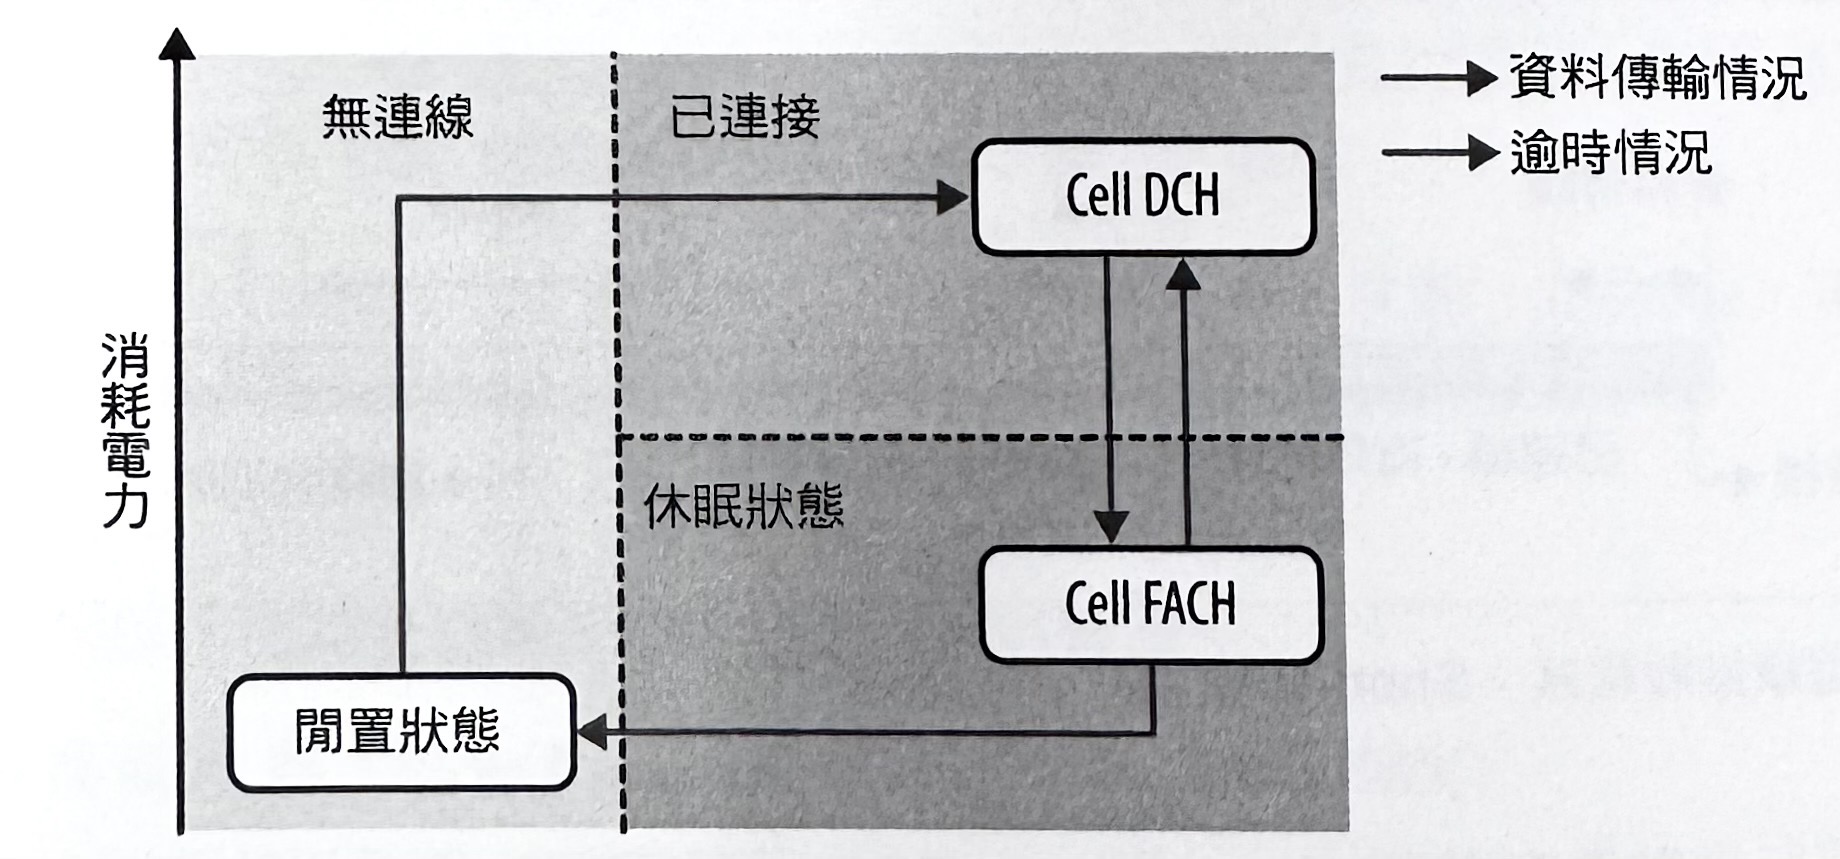 無連線
已連接
資料傳輸情況
逾時情況
Cell DCH
消耗電力
休眠狀態
Cell FACH
閒置狀態